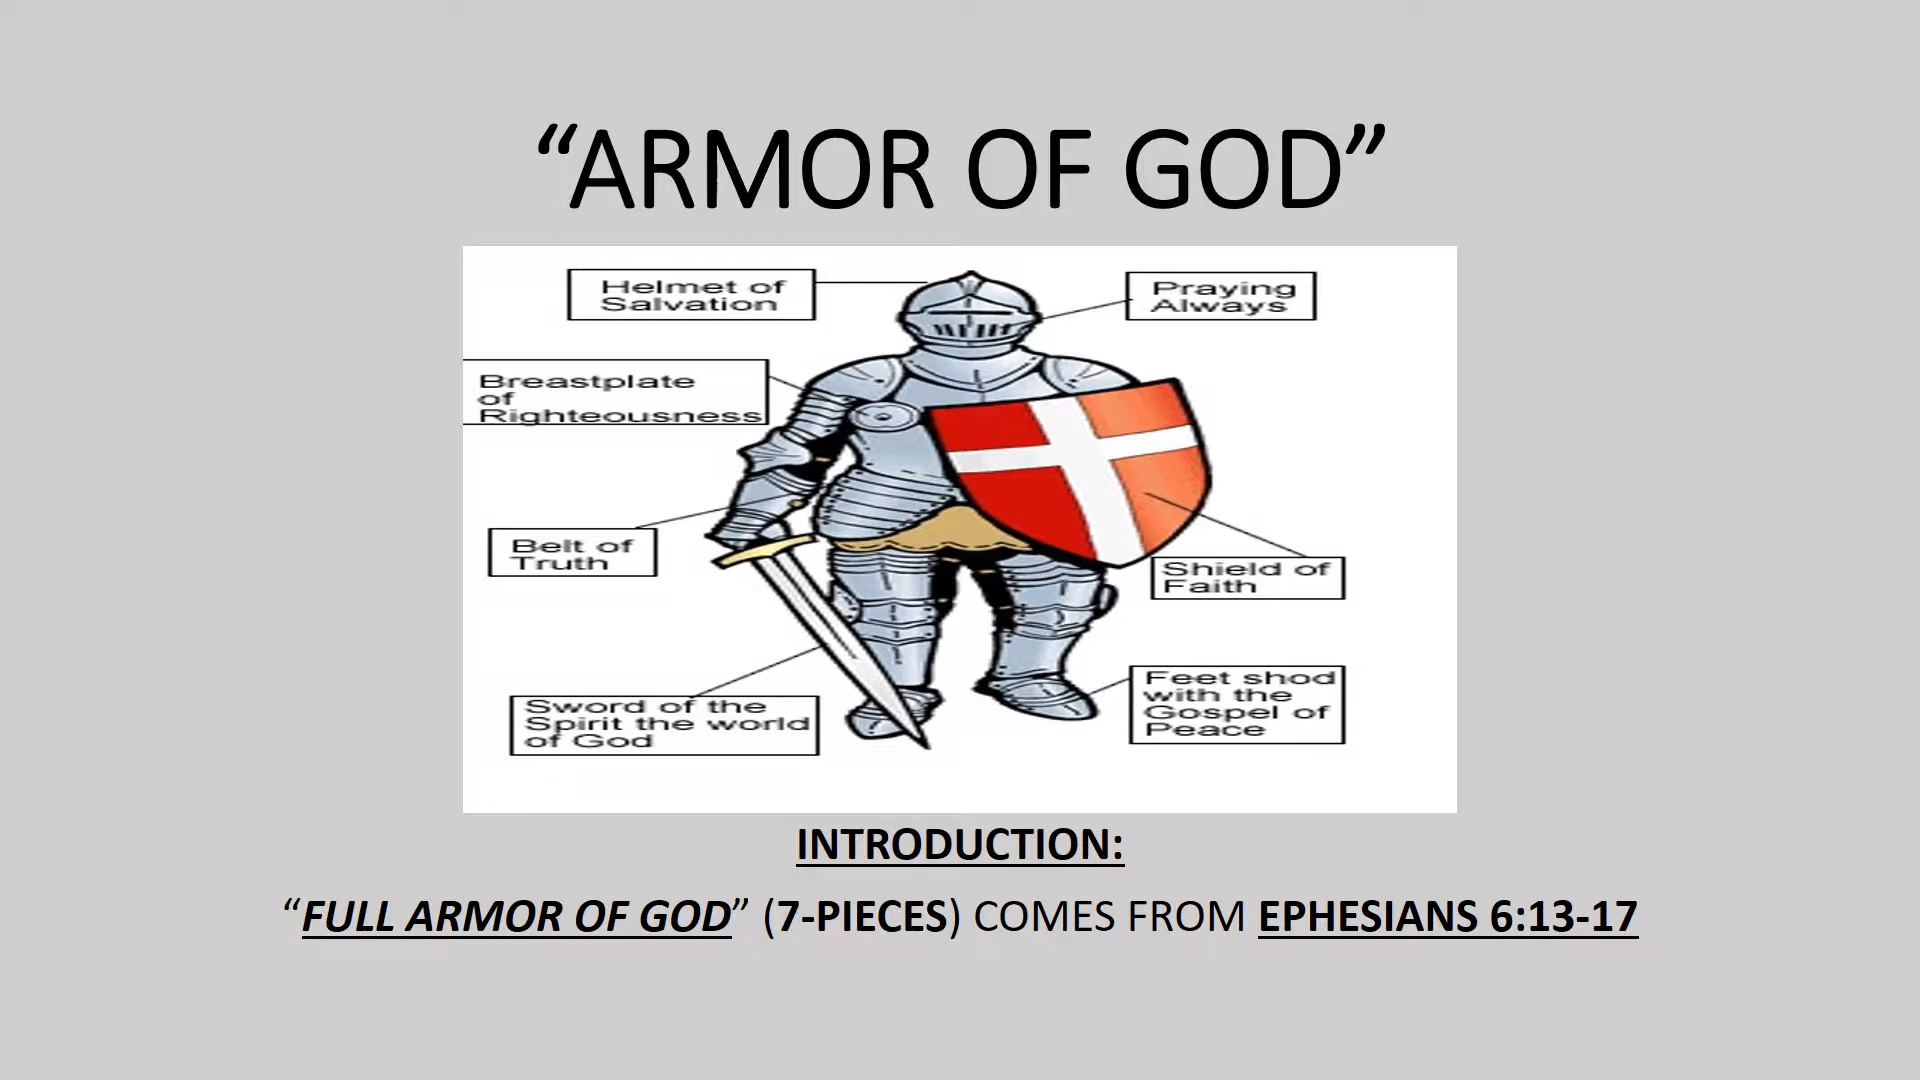 “ARMOR OF GOD”
Helmet of
Salvation
Praying
Always
Breastplate
of
Righteousness
Belt of
Truth
Shield of
Faith
Sword of the
Spirit the world
of God
Feet shod
with the
Gospel of
Peace
INTRODUCTION:
“FULL ARMOR OF GOD” (7-PIECES) COMES FROM EPHESIANS 6:13-17